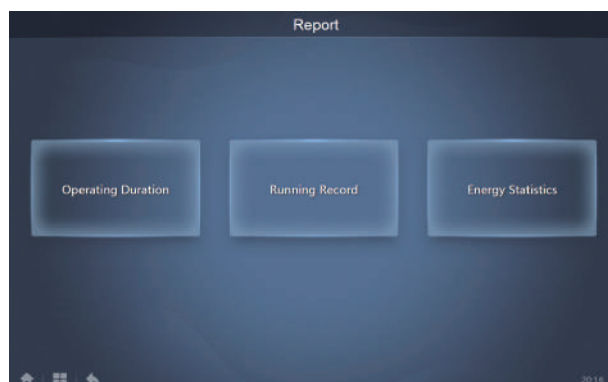 Report
Operating Duration
Running Record
Energy Statistics